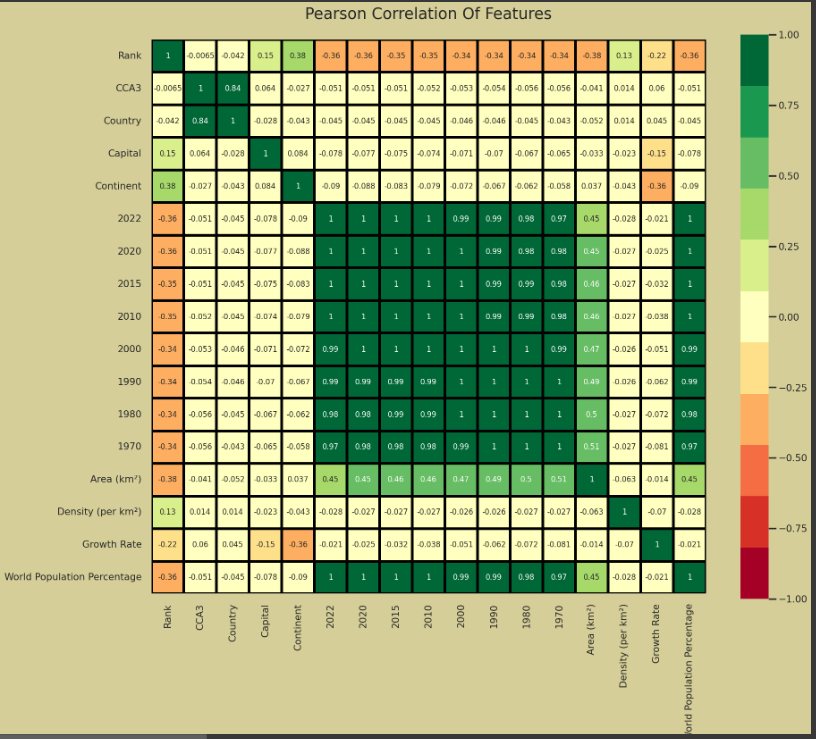 Pearson Correlation Of Features
Rank 1 -0.0065 -0.042 0.15 0.38 -0.36 -0.36 -0.35 -0.35 -0.34 -0.34 -0.34 -0.34 -0.38 0.13 -0.22 -0.36
CCA3 -0.0065 1 0.84 0.064 -0.027 -0.051 -0.051 -0.051 -0.052 -0.053 -0.054 -0.056 -0.056 -0.041 0.014 0.06 -0.051
Country -0.042 0.84 1 -0.028 -0.043 -0.045 -0.045 -0.045 -0.045 -0.046 -0.046 -0.045 -0.043 -0.052 0.014 0.045 -0.045
Capital 0.15 0.064 -0.028 1 0.084 -0.078 -0.077 -0.075 -0.074 -0.071 -0.07 -0.067 -0.065 -0.033 -0.023 -0.15 -0.078
Continent 0.38 -0.027 -0.043 0.084 1 -0.09 -0.088 -0.083 -0.079 -0.072 -0.067 -0.062 -0.058 0.037 -0.043 -0.36 -0.09
2022 -0.36 -0.051 -0.045 -0.078 -0.09 1 1 1 1 0.99 0.99 0.98 0.97 0.45 -0.028 -0.021 1
2020 -0.36 -0.051 -0.045 -0.077 -0.088 1 1 1 1 1 0.99 0.98 0.98 0.45 -0.027 -0.025 1
2015 -0.35 -0.051 -0.045 -0.075 -0.083 1 1 1 1 1 0.99 0.99 0.98 0.46 -0.027 -0.032 1
2010 -0.35 -0.052 -0.045 -0.074 -0.079 1 1 1 1 1 0.99 0.99 0.98 0.46 -0.027 -0.038 1
2000 -0.34 -0.053 -0.046 -0.071 -0.072 0.99 1 1 1 1 1 1 0.99 0.47 -0.026 -0.051 0.99
1990 -0.34 -0.054 -0.046 -0.07 -0.067 0.99 0.99 0.99 0.99 1 1 1 1 0.49 -0.026 -0.062 0.99
1980 -0.34 -0.056 -0.045 -0.067 -0.062 0.98 0.98 0.99 0.99 1 1 1 1 0.5 -0.027 -0.072 0.98
1970 -0.34 -0.056 -0.043 -0.065 -0.058 0.97 0.98 0.98 0.98 0.99 1 1 1 0.51 -0.027 -0.081 0.97
Area (km²) -0.38 -0.041 -0.052 -0.033 0.037 0.45 0.45 0.46 0.46 0.47 0.49 0.5 0.51 1 -0.063 -0.014 0.45
Density (per km²) 0.13 0.014 0.014 -0.023 -0.043 -0.028 -0.027 -0.027 -0.027 -0.026 -0.026 -0.027 -0.027 -0.063 1 -0.07 -0.028
Growth Rate -0.22 0.06 0.045 -0.15 -0.36 -0.021 -0.025 -0.032 -0.038 -0.051 -0.062 -0.072 -0.081 -0.014 -0.07 1 -0.021
World Population Percentage -0.36 -0.051 -0.045 -0.078 -0.09 1 1 1 1 0.99 0.99 0.98 0.97 0.45 -0.028 -0.021 1
Rank
CCA3
Country
Capital
Continent
2022
2020
2015
2010
2000
1990
1980
1970
Area (km²)
Density (per km²)
Growth Rate
orld Population Percentage
1.00
0.75
0.50
0.25
0.00
−0.25
−0.50
−0.75
−1.00